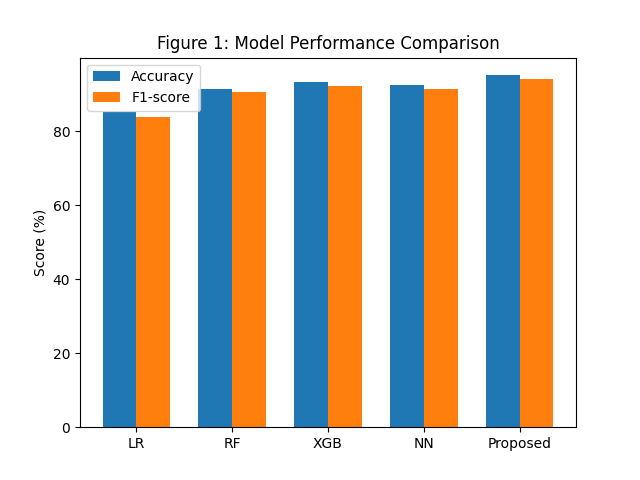 Figure 1: Model Performance Comparison
Accuracy
F1-score
Score (%)
80
60
40
20
0
LR RF XGB NN Proposed